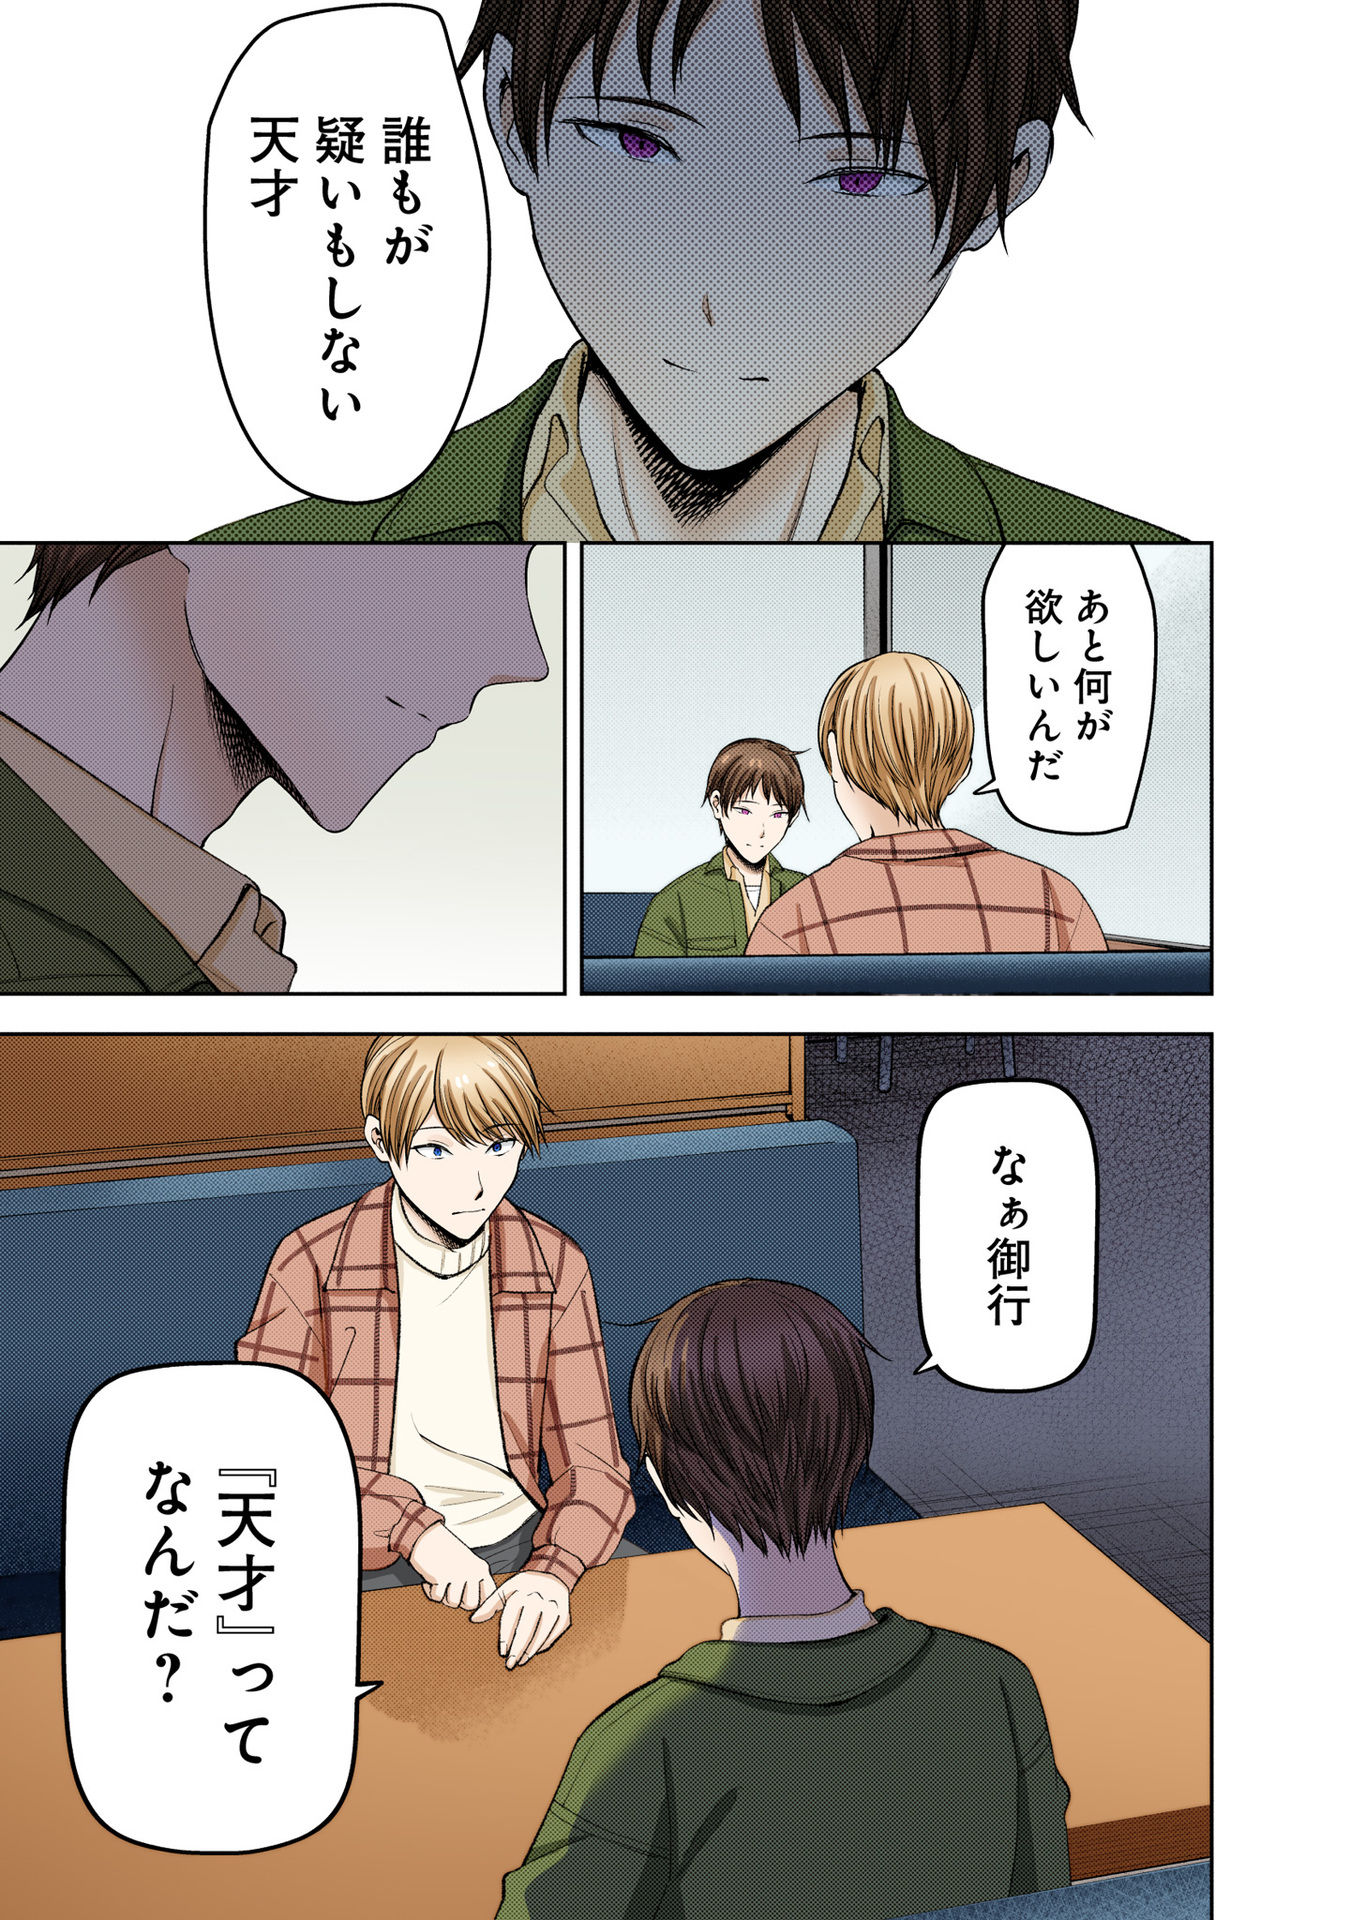 誰もが
疑いもしない
天才
あと何が
欲しいんだ
なぁ御行
『天才』って
なんだ？